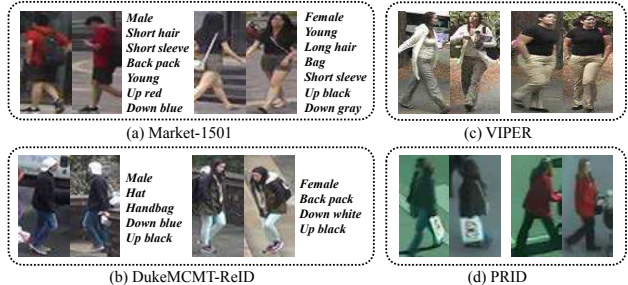 Male
Short hair
Short sleeve
Back pack
Young
Up red
Down blue
Female
Young
Long hair
Bag
Short sleeve
Up black
Down gray
(a) Market-1501
(c) VIPER
Male
Hat
Handbag
Down blue
Up black
Female
Back pack
Down white
Up black
(b) DukeMCMT-ReID
(d) PRID